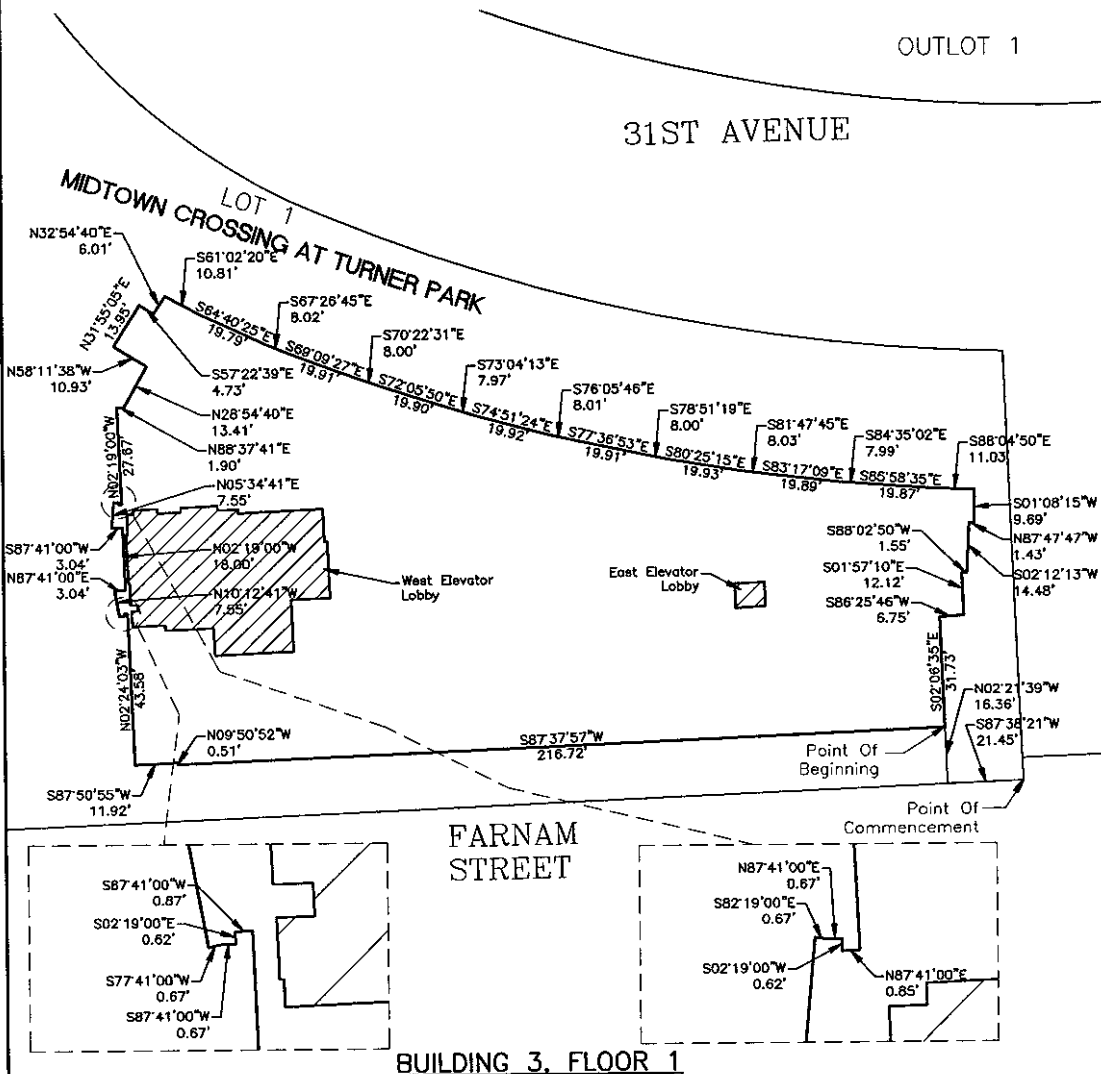 OUTLOT 1
31ST AVENUE
LOT 1
MIDTOWN CROSSING AT TURNER PARK
N32°54'40"E
6.01'
S61°02'20"E
10.81'
S64°40'25"E
19.79'
S67°26'45"E
8.02'
S69°09'27"E
19.91'
S70°22'31"E
8.00'
S72°05'50"E
19.90'
S73°04'13"E
7.97'
S74°51'24"E
19.92'
S76°05'46"E
8.01'
S77°36'53"E
19.91'
S78°51'19"E
8.00'
S80°25'15"E
19.93'
S81°47'45"E
8.03'
S83°17'09"E
19.89'
S84°35'02"E
7.99'
S85°58'35"E
19.87'
S88°04'50"E
11.03
N31°55'05"E
13.95'
N58°11'38"W
10.93'
S57°22'39"E
4.73'
N28°54'40"E
13.41'
N88°37'41"E
1.90'
N02°19'00"W
27.67'
N05°34'41"E
7.55'
S87°41'00"W
3.04'
N02°19'00"W
18.00'
N87°41'00"E
3.04'
N10°12'41"W
7.55'
West Elevator
Lobby
East Elevator
Lobby
S01°08'15"W
9.69'
N87°47'47"W
1.43'
S88°02'50"W
1.55'
S02°12'13"W
14.48'
S01°57'10"E
12.12'
S86°25'46"W
6.75'
N02°24'03"W
43.58'
S02°06'35"E
31.73'
N02°21'39"W
16.36'
S87°38'21"W
21.45'
N09°50'52"W
0.51'
S87°37'57"W
216.72'
Point Of
Beginning
S87°50'55"W
11.92'
Point Of
Commencement
FARNAM
STREET
S87°41'00"W
0.87'
S02°19'00"E
0.62'
S77°41'00"W
0.67'
S87°41'00"W
0.67'
N87°41'00"E
0.67'
S82°19'00"E
0.67'
S02°19'00"W
0.62'
N87°41'00"E
0.85'
BUILDING 3, FLOOR 1